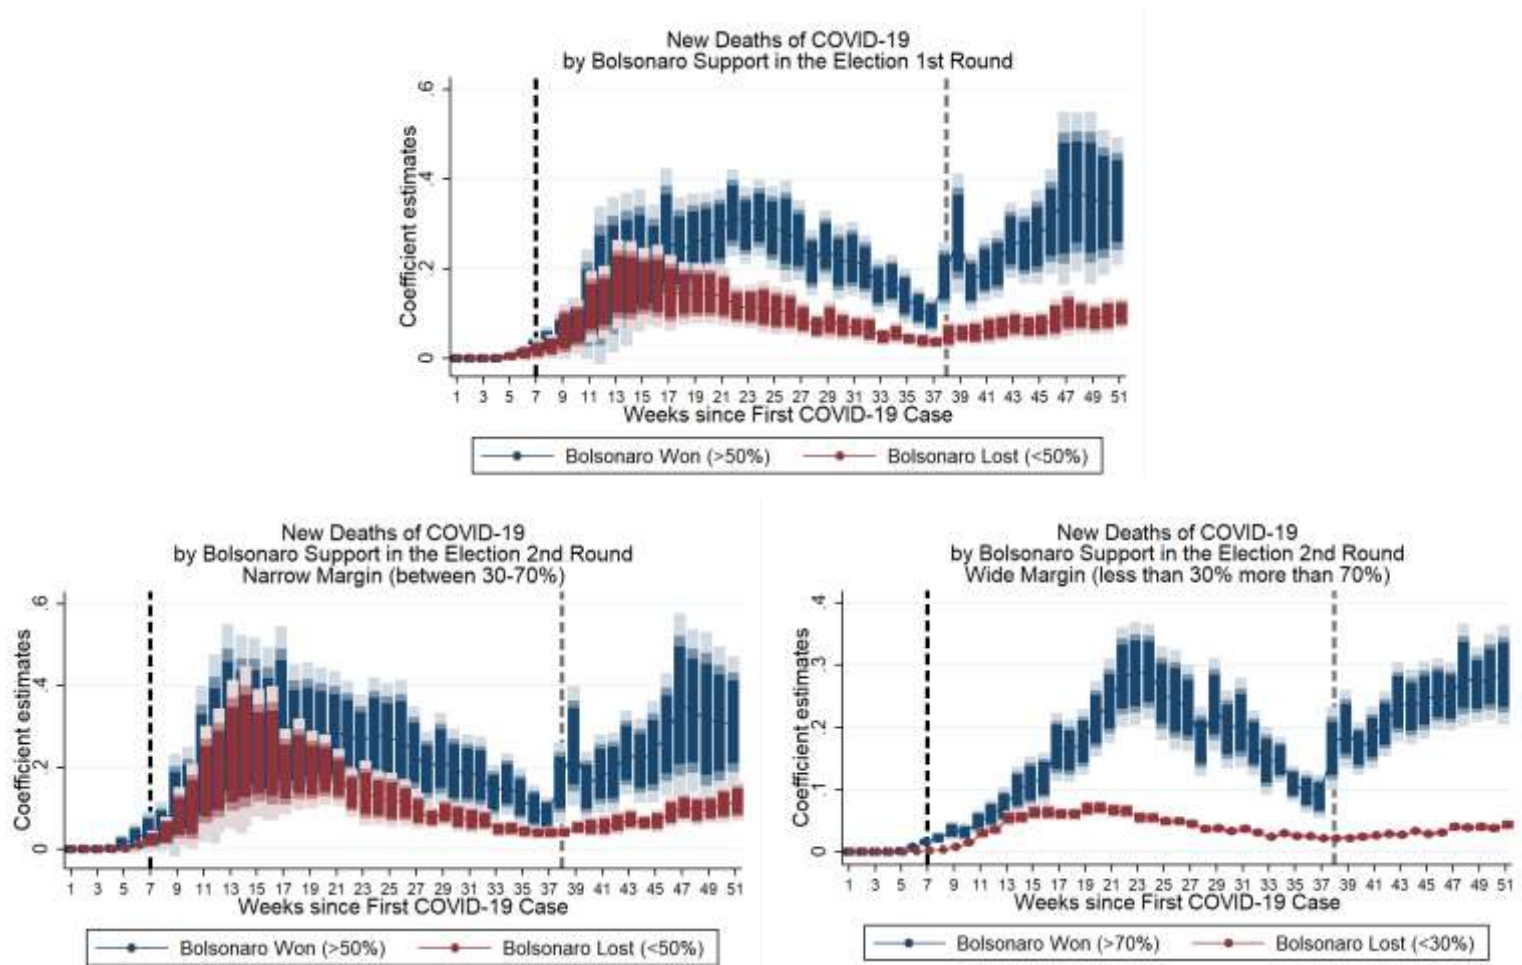 New Deaths of COVID-19
by Bolsonaro Support in the Election 1st Round
Coefficient estimates
.6
.4
.2
0
1 3 5 7 9 11 13 15 17 19 21 23 25 27 29 31 33 35 37 39 41 43 45 47 49 51
Weeks since First COVID-19 Case
Bolsonaro Won (>50%) Bolsonaro Lost (<50%)
New Deaths of COVID-19
by Bolsonaro Support in the Election 2nd Round
Narrow Margin (between 30-70%)
Coefficient estimates
.6
.4
.2
0
1 3 5 7 9 11 13 15 17 19 21 23 25 27 29 31 33 35 37 39 41 43 45 47 49 51
Weeks since First COVID-19 Case
Bolsonaro Won (>50%) Bolsonaro Lost (<50%)
New Deaths of COVID-19
by Bolsonaro Support in the Election 2nd Round
Wide Margin (less than 30% more than 70%)
Coefficient estimates
.4
.3
.2
.1
0
1 3 5 7 9 11 13 15 17 19 21 23 25 27 29 31 33 35 37 39 41 43 45 47 49 51
Weeks since First COVID-19 Case
Bolsonaro Won (>70%) Bolsonaro Lost (<30%)